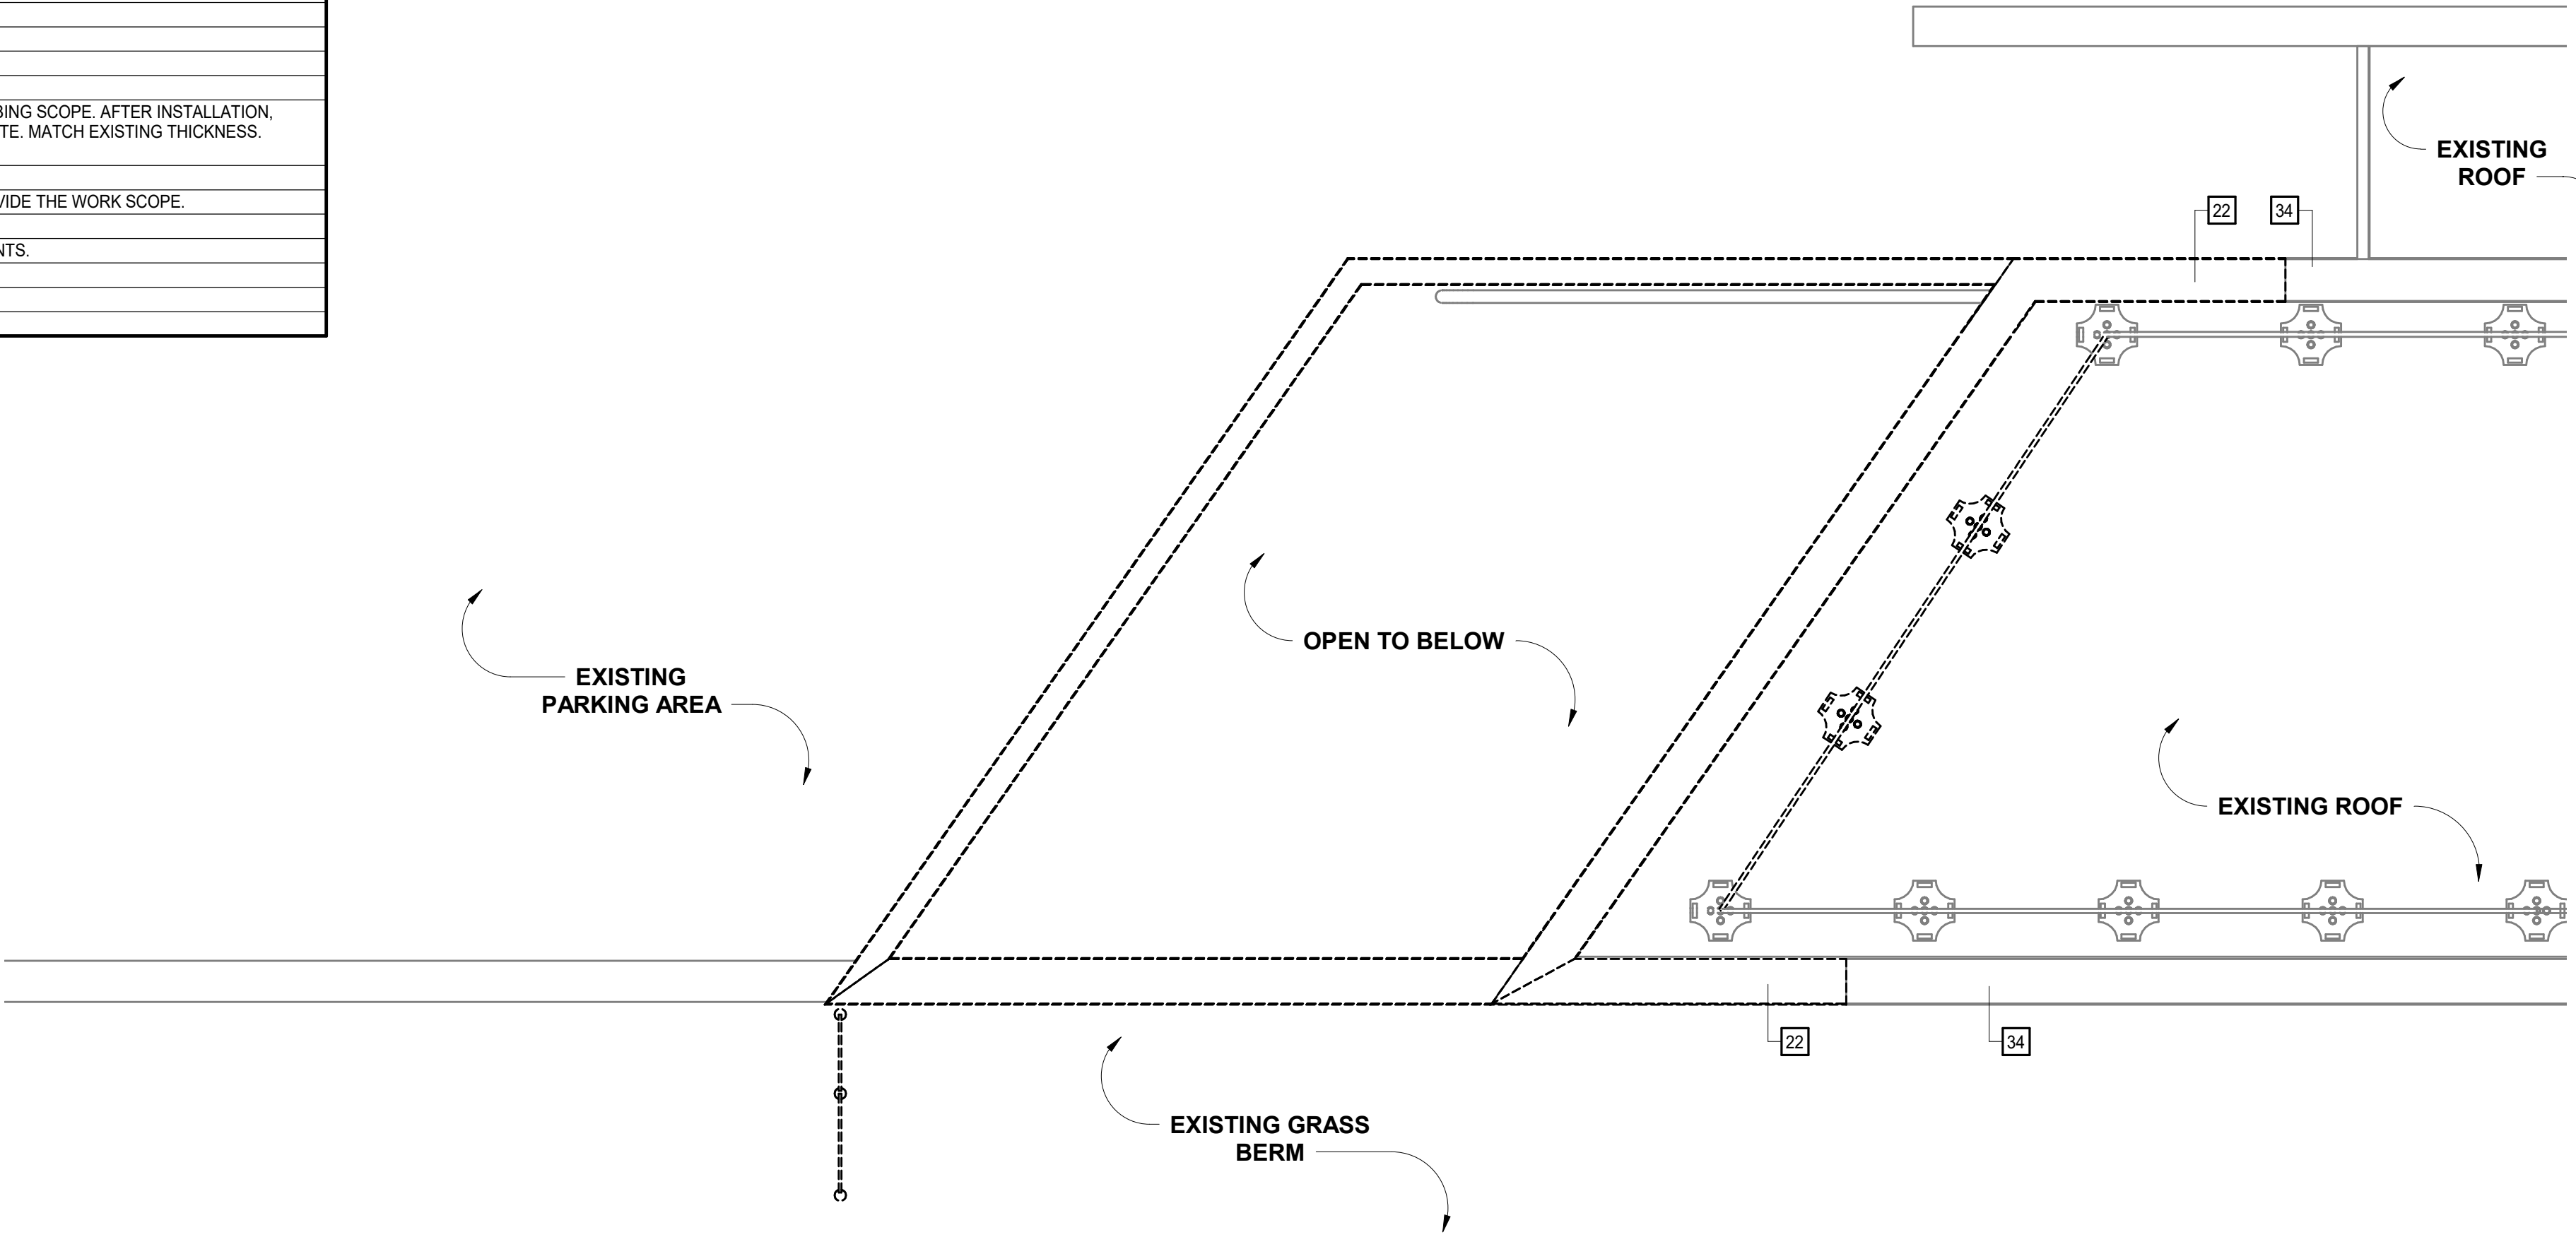 BING SCOPE. AFTER INSTALLATION,
TE. MATCH EXISTING THICKNESS.
VIDE THE WORK SCOPE.
NTS.
EXISTING
ROOF
22
34
OPEN TO BELOW
EXISTING
PARKING AREA
EXISTING ROOF
22
34
EXISTING GRASS
BERM